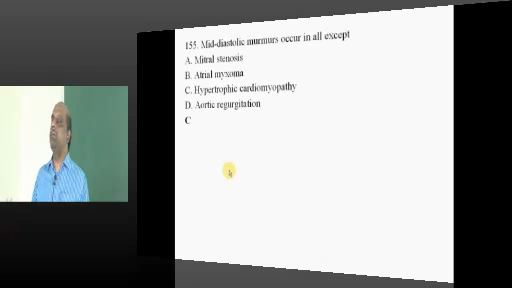 155. Mid-diastolic murmurs occur in all except
A. Mitral stenosis
B. Atrial myxoma
C. Hypertrophic cardiomyopathy
D. Aortic regurgitation
C